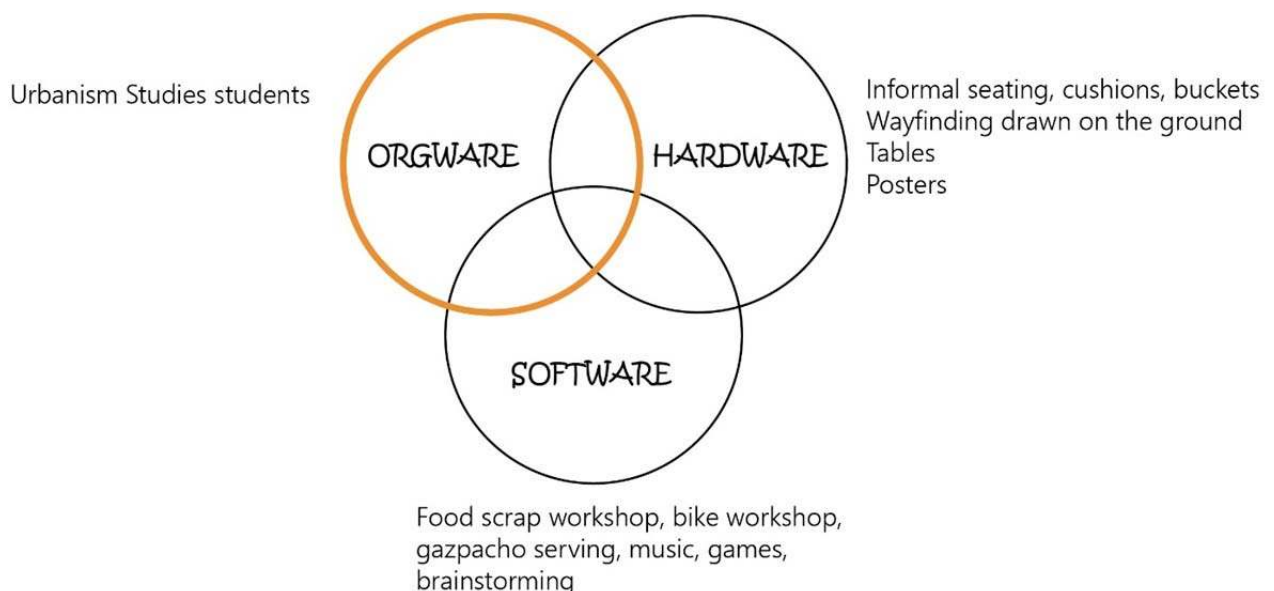 Urbanism Studies students
Informal seating, cushions, buckets
Wayfinding drawn on the ground
Tables
Posters
ORGWARE
HARDWARE
SOFTWARE
Food scrap workshop, bike workshop,
gazpacho serving, music, games,
brainstorming